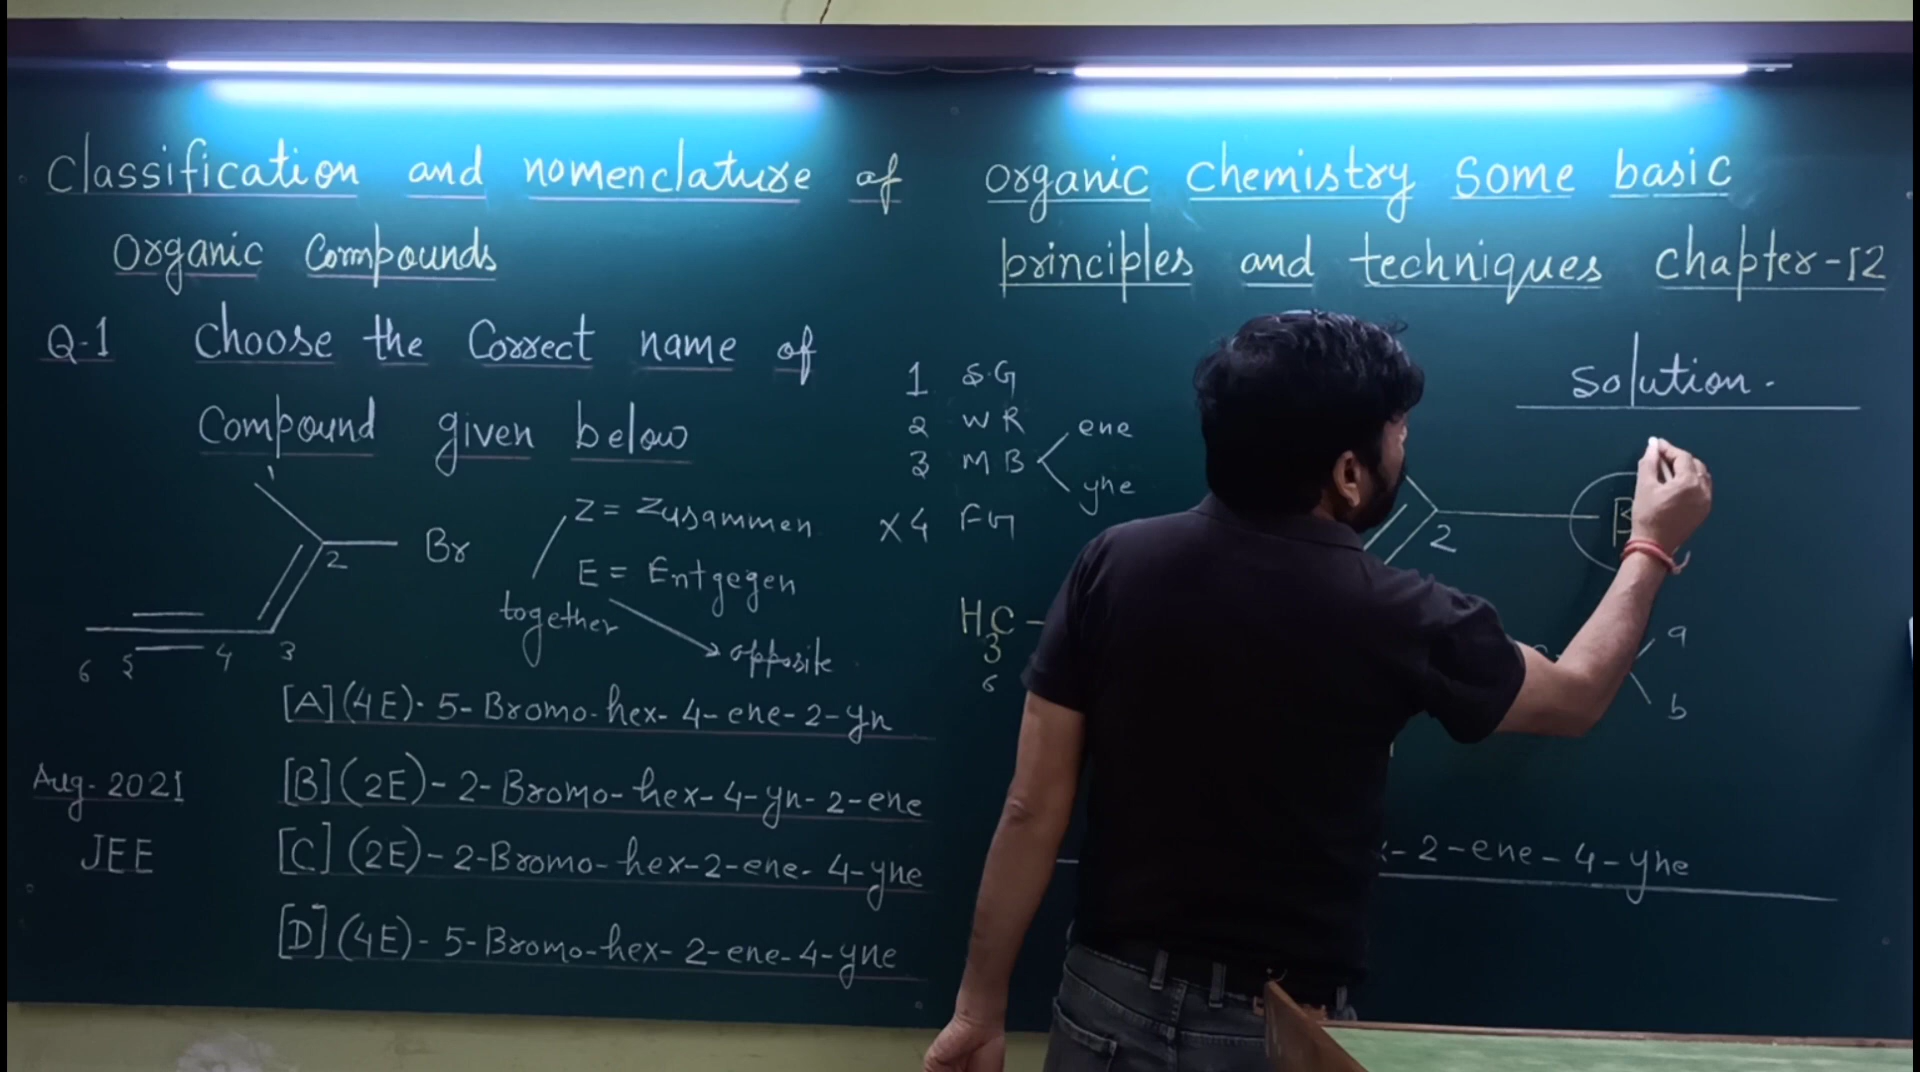 Classification and nomenclature of
Organic Compounds
Q-1 Choose the Correct name of
Compound given below
1
2
Br
3
4
5
6
Z = Zusammen
E = Entgegen
together
opposite
[A] (4E)- 5- Bromo- hex- 4- ene- 2- yn
Aug- 2021
[B] (2E)- 2- Bromo- hex- 4- yn- 2- ene
JEE
[C] (2E)- 2- Bromo- hex- 2- ene- 4- yne
[D] (4E)- 5- Bromo- hex- 2- ene- 4- yne
organic chemistry some basic
principles and techniques chapter-12
Solution.
1 S.G
2 W R
3 M B
ene
yne
X4 FG
2
H3C
6
a
b
- 2- ene- 4- yne